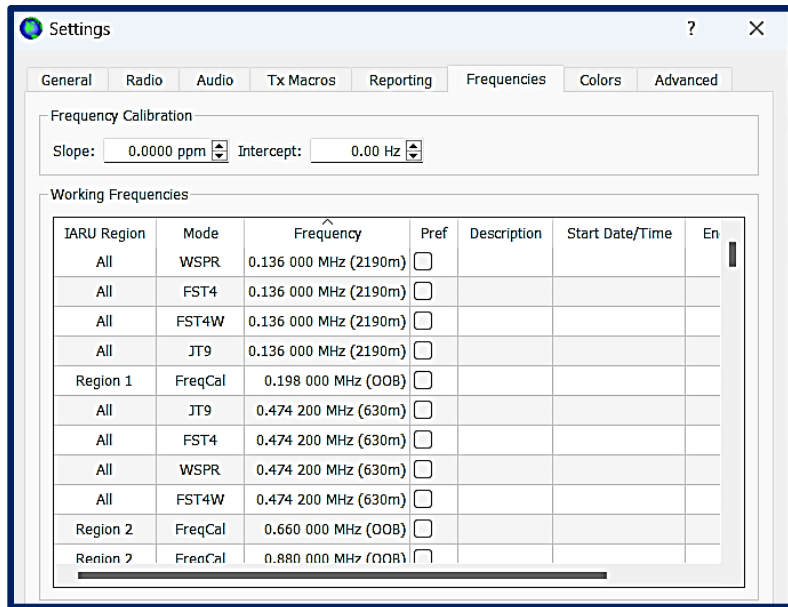 Settings ? ×
General Radio Audio Tx Macros Reporting Frequencies Colors Advanced
Frequency Calibration
Slope: 0.0000 ppm Intercept: 0.00 Hz
Working Frequencies
IARU Region Mode Frequency Pref Description Start Date/Time En
All WSPR 0.136 000 MHz (2190m)
All FST4 0.136 000 MHz (2190m)
All FST4W 0.136 000 MHz (2190m)
All JT9 0.136 000 MHz (2190m)
Region 1 FreqCal 0.198 000 MHz (OOB)
All JT9 0.474 200 MHz (630m)
All FST4 0.474 200 MHz (630m)
All WSPR 0.474 200 MHz (630m)
All FST4W 0.474 200 MHz (630m)
Region 2 FreqCal 0.660 000 MHz (OOB)
Region 2 FreqCal 0.880 000 MHz (OOB)